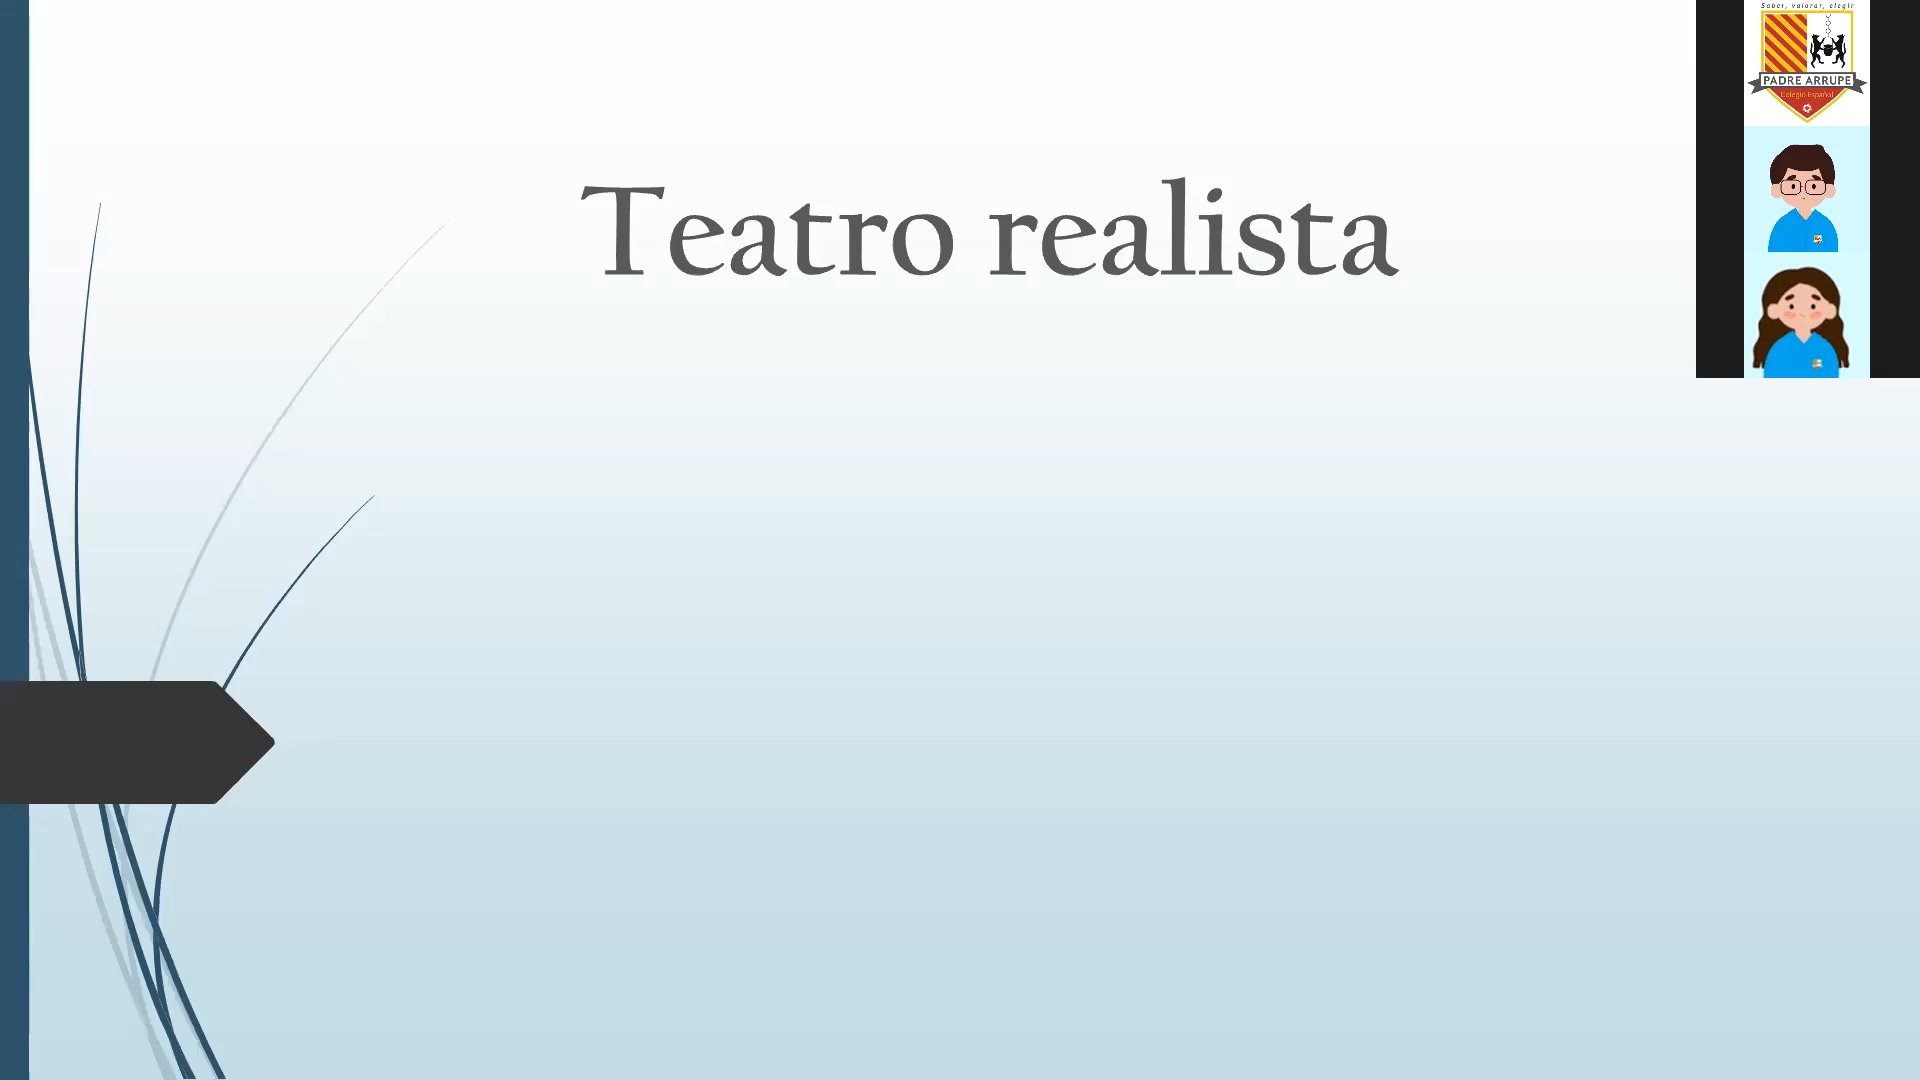 Teatro realista
Saber, valorar, elegir
PADRE ARRUPE
Colegio Español